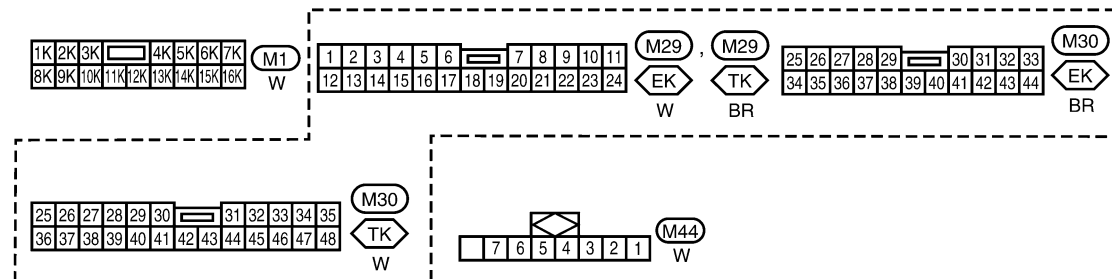 1K 2K 3K 4K 5K 6K 7K
8K 9K 10K 11K 12K 13K 14K 15K 16K
M1
W
1 2 3 4 5 6 7 8 9 10 11
12 13 14 15 16 17 18 19 20 21 22 23 24
M29 , M29
EK TK
W BR
25 26 27 28 29 30 31 32 33
34 35 36 37 38 39 40 41 42 43 44
M30
EK
BR
25 26 27 28 29 30 31 32 33 34 35
36 37 38 39 40 41 42 43 44 45 46 47 48
M30
TK
W
7 6 5 4 3 2 1
M44
W